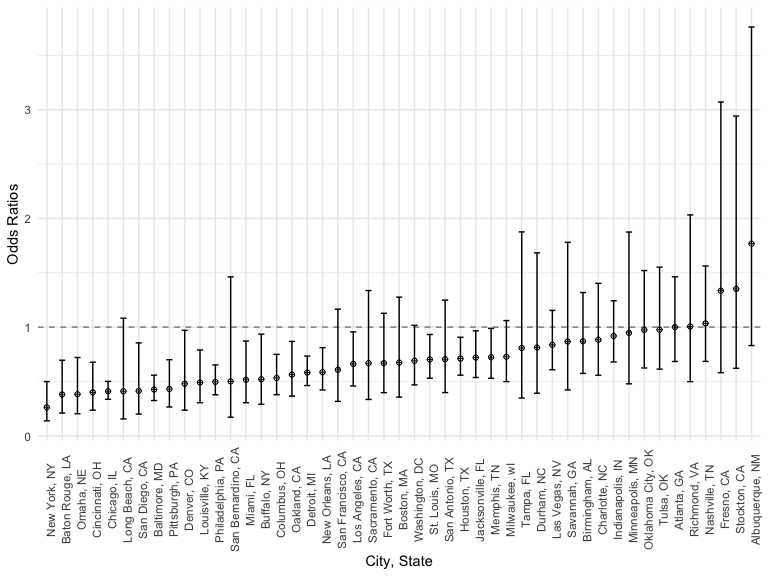 3
2
1
0
Odds Ratios
New York, NY
Baton Rouge, LA
Omaha, NE
Cincinnati, OH
Chicago, IL
Long Beach, CA
San Diego, CA
Baltimore, MD
Pittsburgh, PA
Denver, CO
Louisville, KY
Philadelphia, PA
San Bernardino, CA
Miami, FL
Buffalo, NY
Columbus, OH
Oakland, CA
Detroit, MI
New Orleans, LA
San Francisco, CA
Los Angeles, CA
Sacramento, CA
Fort Worth, TX
Boston, MA
Washington, DC
St. Louis, MO
San Antonio, TX
Houston, TX
Jacksonville, FL
Memphis, TN
Milwaukee, wI
Tampa, FL
Durham, NC
Las Vegas, NV
Savannah, GA
Birmingham, AL
Charlotte, NC
Indianapolis, IN
Minneapolis, MN
Oklahoma City, OK
Tulsa, OK
Atlanta, GA
Richmond, VA
Nashville, TN
Fresno, CA
Stockton, CA
Albuquerque, NM
City, State